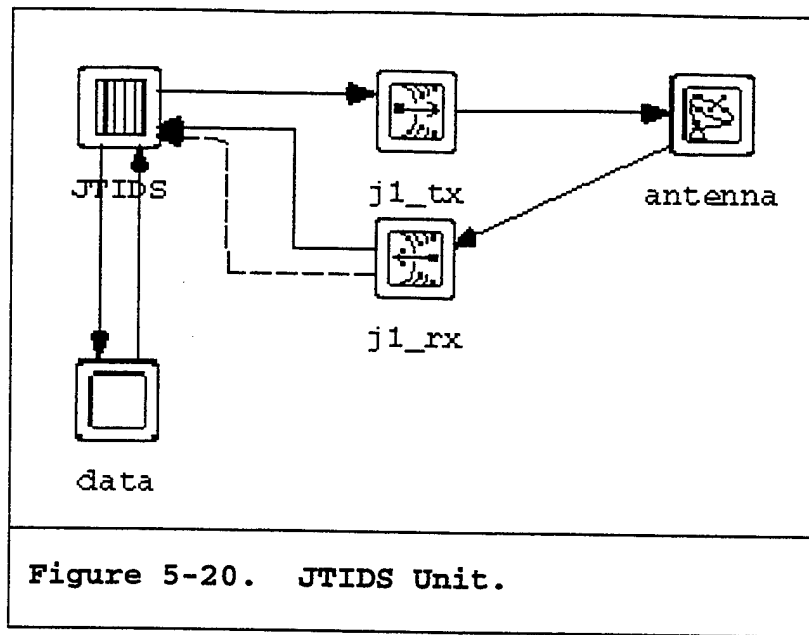 JTIDS
j1_tx
antenna
j1_rx
data
Figure 5-20. JTIDS Unit.